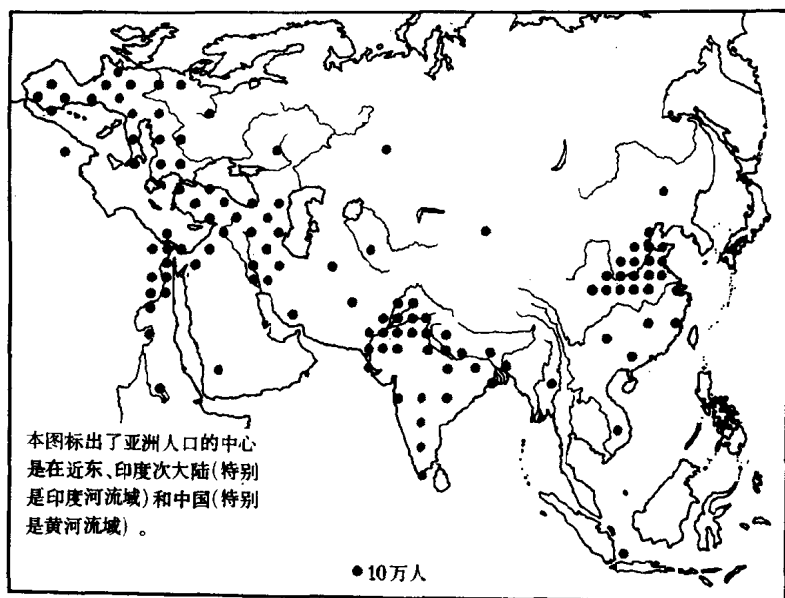 本图标出了亚洲人口的中心
是在近东、印度次大陆(特别
是印度河流域)和中国(特别
是黄河流域)。
●10万人